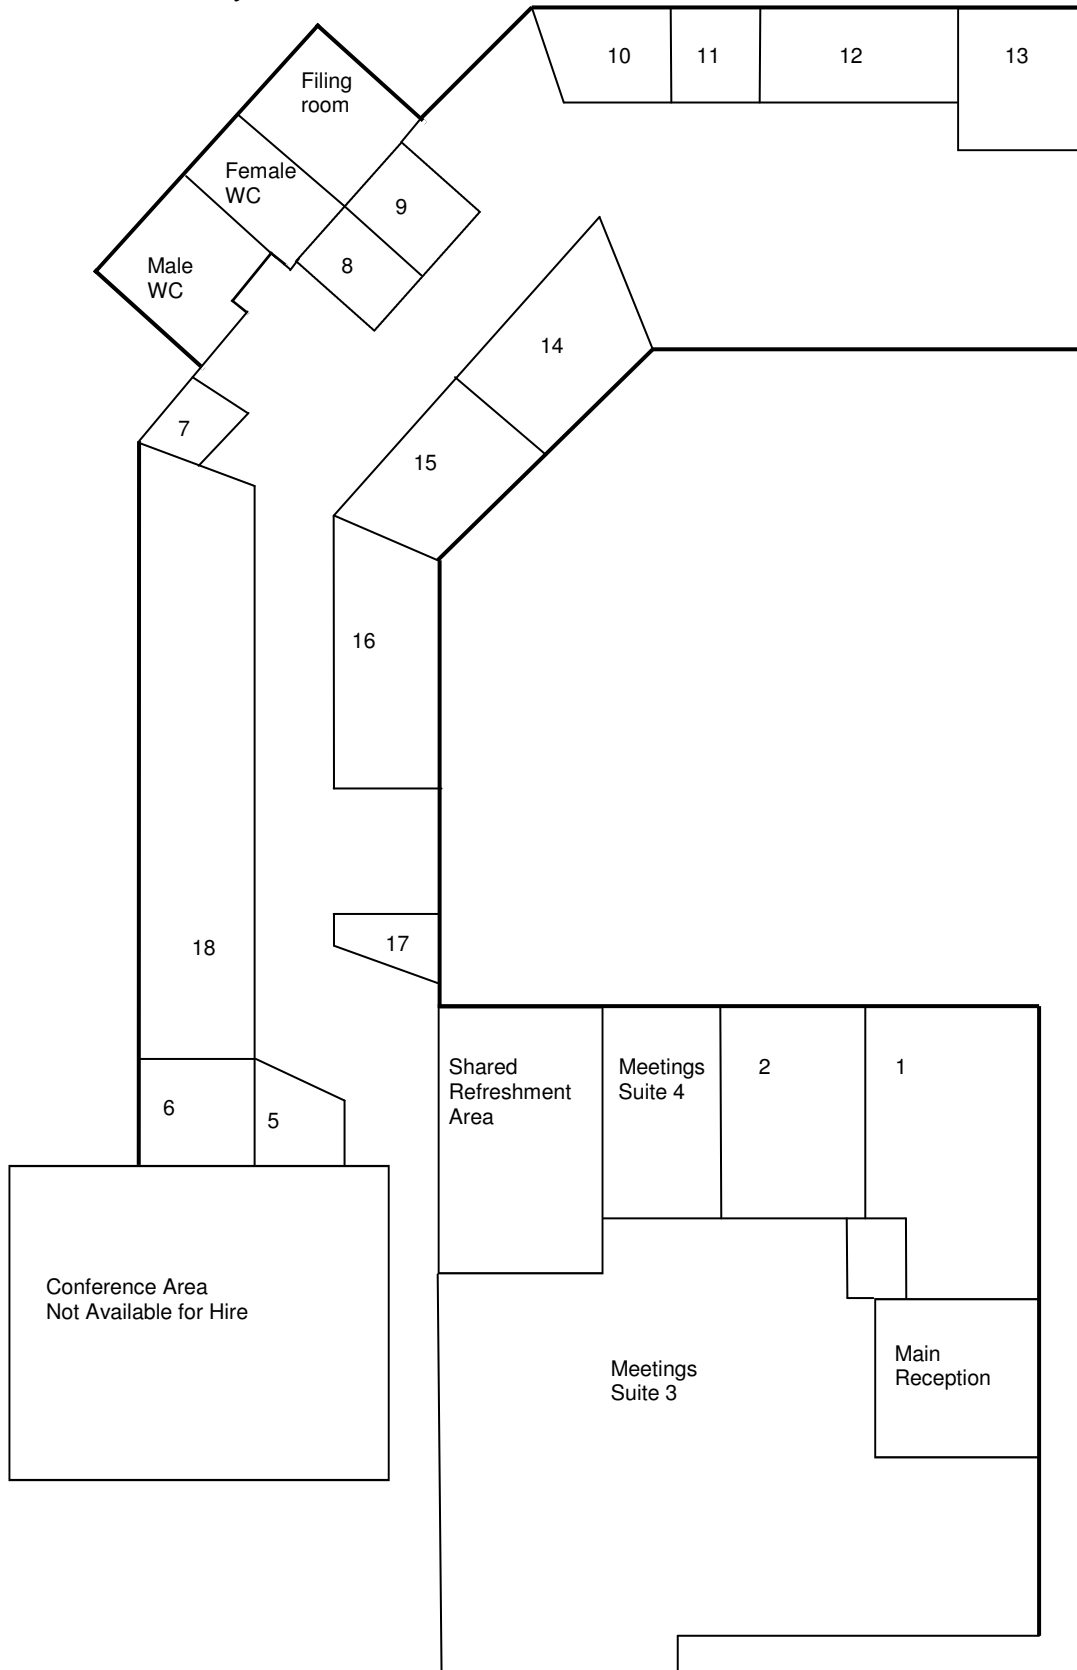 10
11
12
13
Filing
room
Female
WC
9
8
Male
WC
14
7
15
16
18
17
Shared
Refreshment
Area
Meetings
Suite 4
2
1
6
5
Conference Area
Not Available for Hire
Meetings
Suite 3
Main
Reception